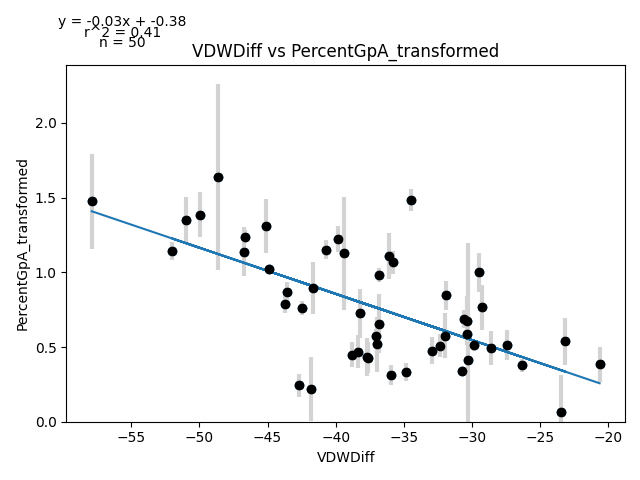 y = -0.03x + -0.38
r^2 = 0.41
n = 50
VDWDiff vs PercentGpA_transformed
2.0
1.5
1.0
0.5
0.0
PercentGpA_transformed
−55
−50
−45
−40
−35
−30
−25
−20
VDWDiff